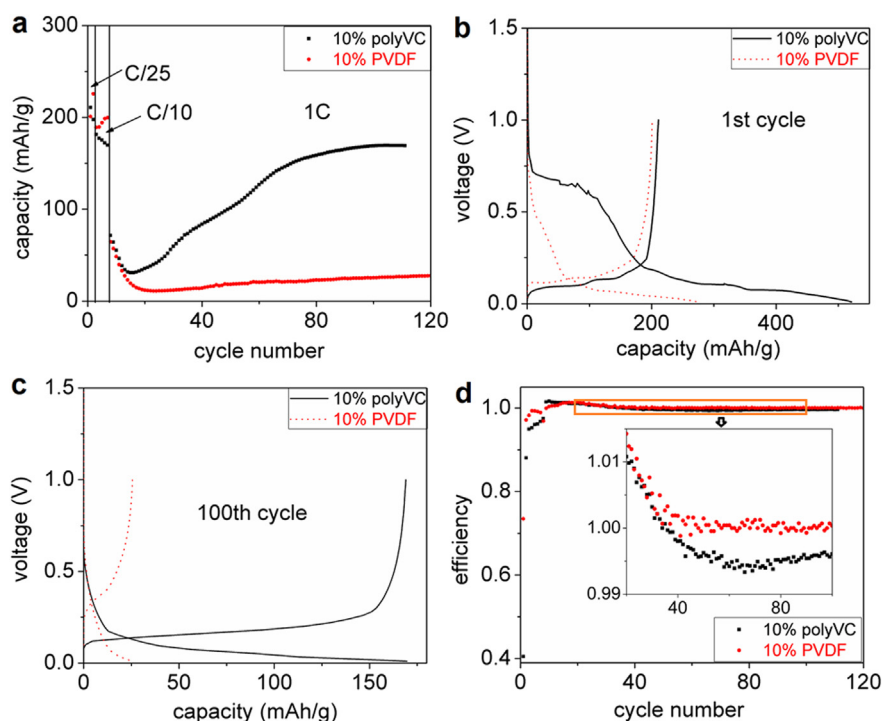 a
300
200
100
0
capacity (mAh/g)
C/25
C/10
1C
10% polyVC
10% PVDF
0 40 80 120
cycle number
b
1.5
1.0
0.5
0.0
voltage (V)
10% polyVC
10% PVDF
1st cycle
0 200 400
capacity (mAh/g)
c
1.5
1.0
0.5
0.0
voltage (V)
10% polyVC
10% PVDF
100th cycle
0 50 100 150
capacity (mAh/g)
d
1.0
0.8
0.6
0.4
efficiency
1.01
1.00
0.99
40 80
10% polyVC
10% PVDF
0 40 80 120
cycle number